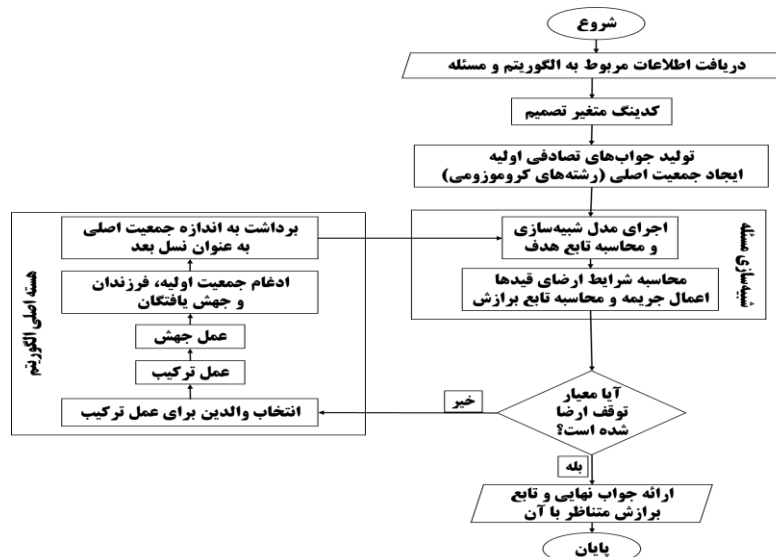 شروع
دریافت اطلاعات مربوط به الگوریتم و مسئله
کدینگ متغیر تصمیم
تولید جواب‌های تصادفی اولیه
ایجاد جمعیت اصلی (رشته‌های کروموزومی)
شبیه‌سازی مسئله
اجرای مدل شبیه‌سازی
و محاسبه تابع هدف
محاسبه شرایط ارضای قیدها
اعمال جریمه و محاسبه تابع برازش
آیا معیار
توقف ارضا
شده است؟
خیر
بله
هسته اصلی الگوریتم
انتخاب والدین برای عمل ترکیب
عمل ترکیب
عمل جهش
ادغام جمعیت اولیه، فرزندان
و جهش یافتگان
برداشت به اندازه جمعیت اصلی
به عنوان نسل بعد
ارائه جواب نهایی و تابع
برازش متناظر با آن
پایان